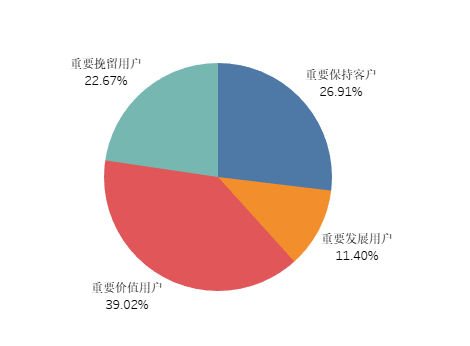 重要挽留用户
22.67%
重要保持客户
26.91%
重要发展用户
11.40%
重要价值用户
39.02%